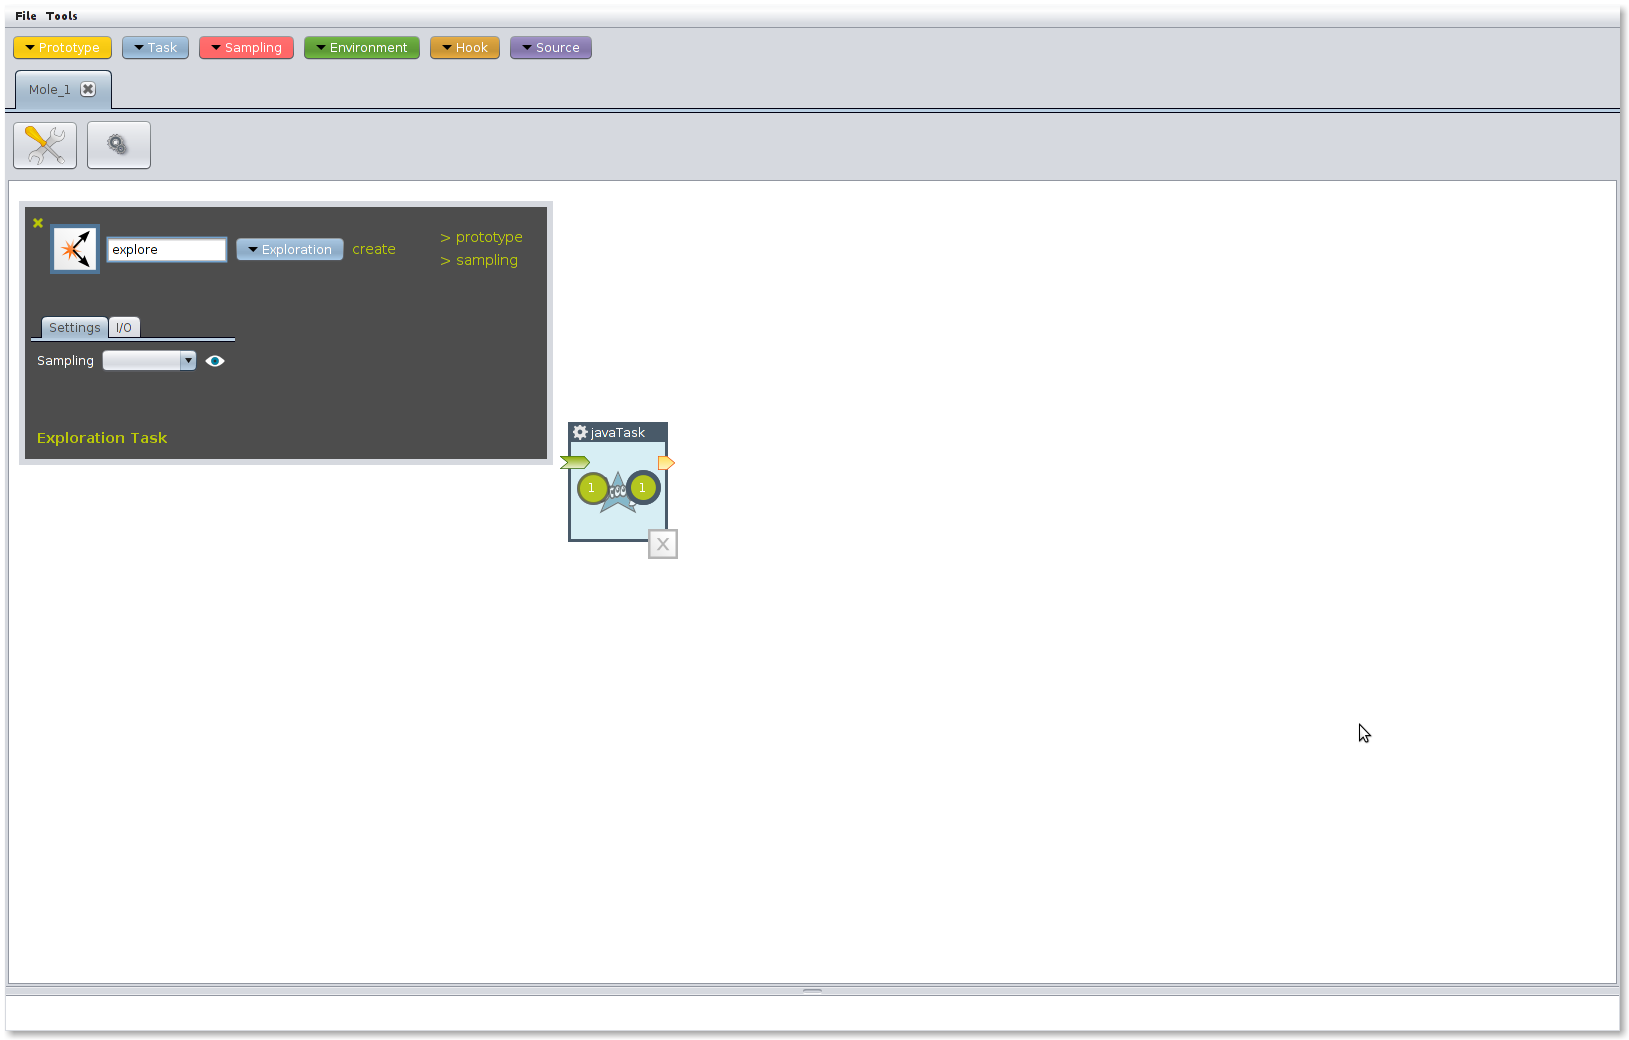 File Tools
Prototype Task Sampling Environment Hook Source
Mole_1
explore Exploration create
> prototype
> sampling
Settings I/O
Sampling
Exploration Task
javaTask
1 1
X